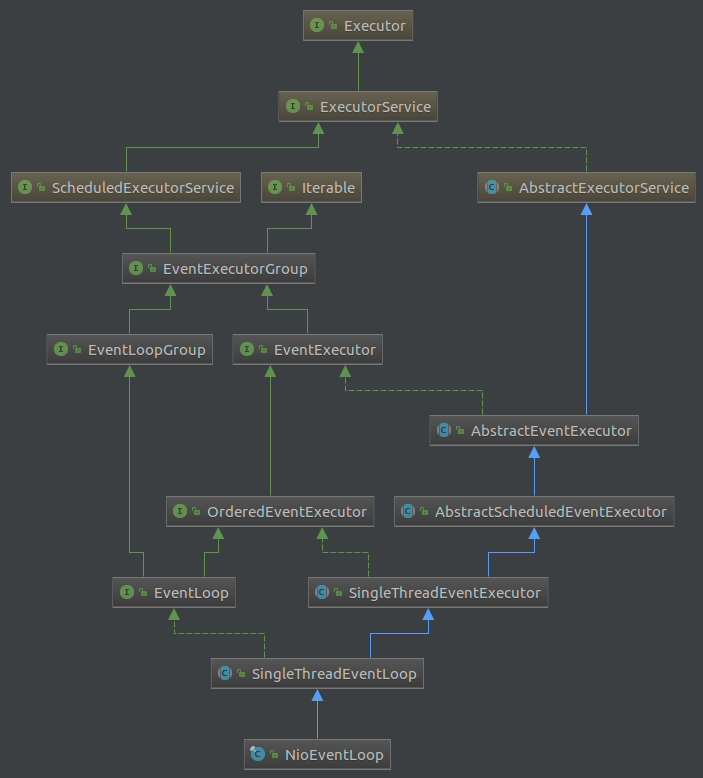 Executor
ExecutorService
ScheduledExecutorService
Iterable
AbstractExecutorService
EventExecutorGroup
EventLoopGroup
EventExecutor
AbstractEventExecutor
OrderedEventExecutor
AbstractScheduledEventExecutor
EventLoop
SingleThreadEventExecutor
SingleThreadEventLoop
NioEventLoop